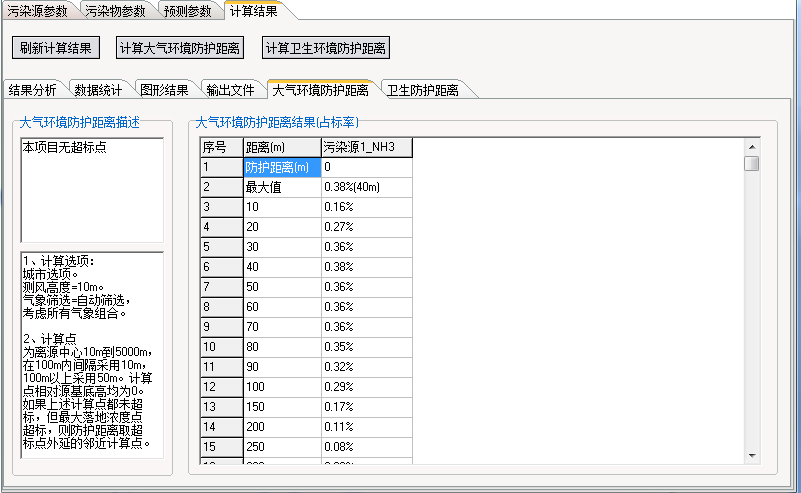 污染源参数 污染物参数 预测参数 计算结果
刷新计算结果 计算大气环境防护距离 计算卫生环境防护距离
结果分析 数据统计 图形结果 输出文件 大气环境防护距离 卫生防护距离
大气环境防护距离描述
本项目无超标点
1、计算选项：
城市选项。
测风高度=10m。
气象筛选=自动筛选，
考虑所有气象组合。
2、计算点
为离源中心10m到5000m，
在100m内间隔采用10m，
100m以上采用50m。计算
点相对源基底高均为0。
如果上述计算点都未超
标，但最大落地浓度点
超标，则防护距离取超
标点外延的邻近计算点。
大气环境防护距离结果(占标率)
序号 距离(m) 污染源1_NH3
1 防护距离(m) 0
2 最大值 0.38%(40m)
3 10 0.16%
4 20 0.27%
5 30 0.36%
6 40 0.38%
7 50 0.36%
8 60 0.36%
9 70 0.36%
10 80 0.35%
11 90 0.32%
12 100 0.29%
13 150 0.17%
14 200 0.11%
15 250 0.08%